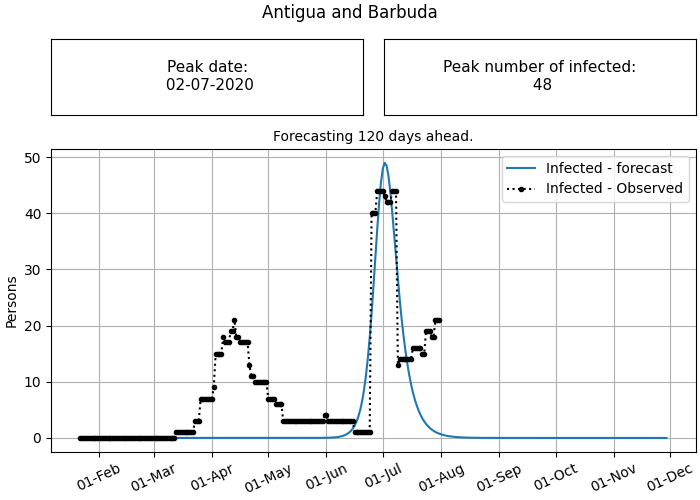 Antigua and Barbuda
Peak date:
02-07-2020
Peak number of infected:
48
Forecasting 120 days ahead.
Infected - forecast
Infected - Observed
Persons
50
40
30
20
10
0
01-Feb
01-Mar
01-Apr
01-May
01-Jun
01-Jul
01-Aug
01-Sep
01-Oct
01-Nov
01-Dec